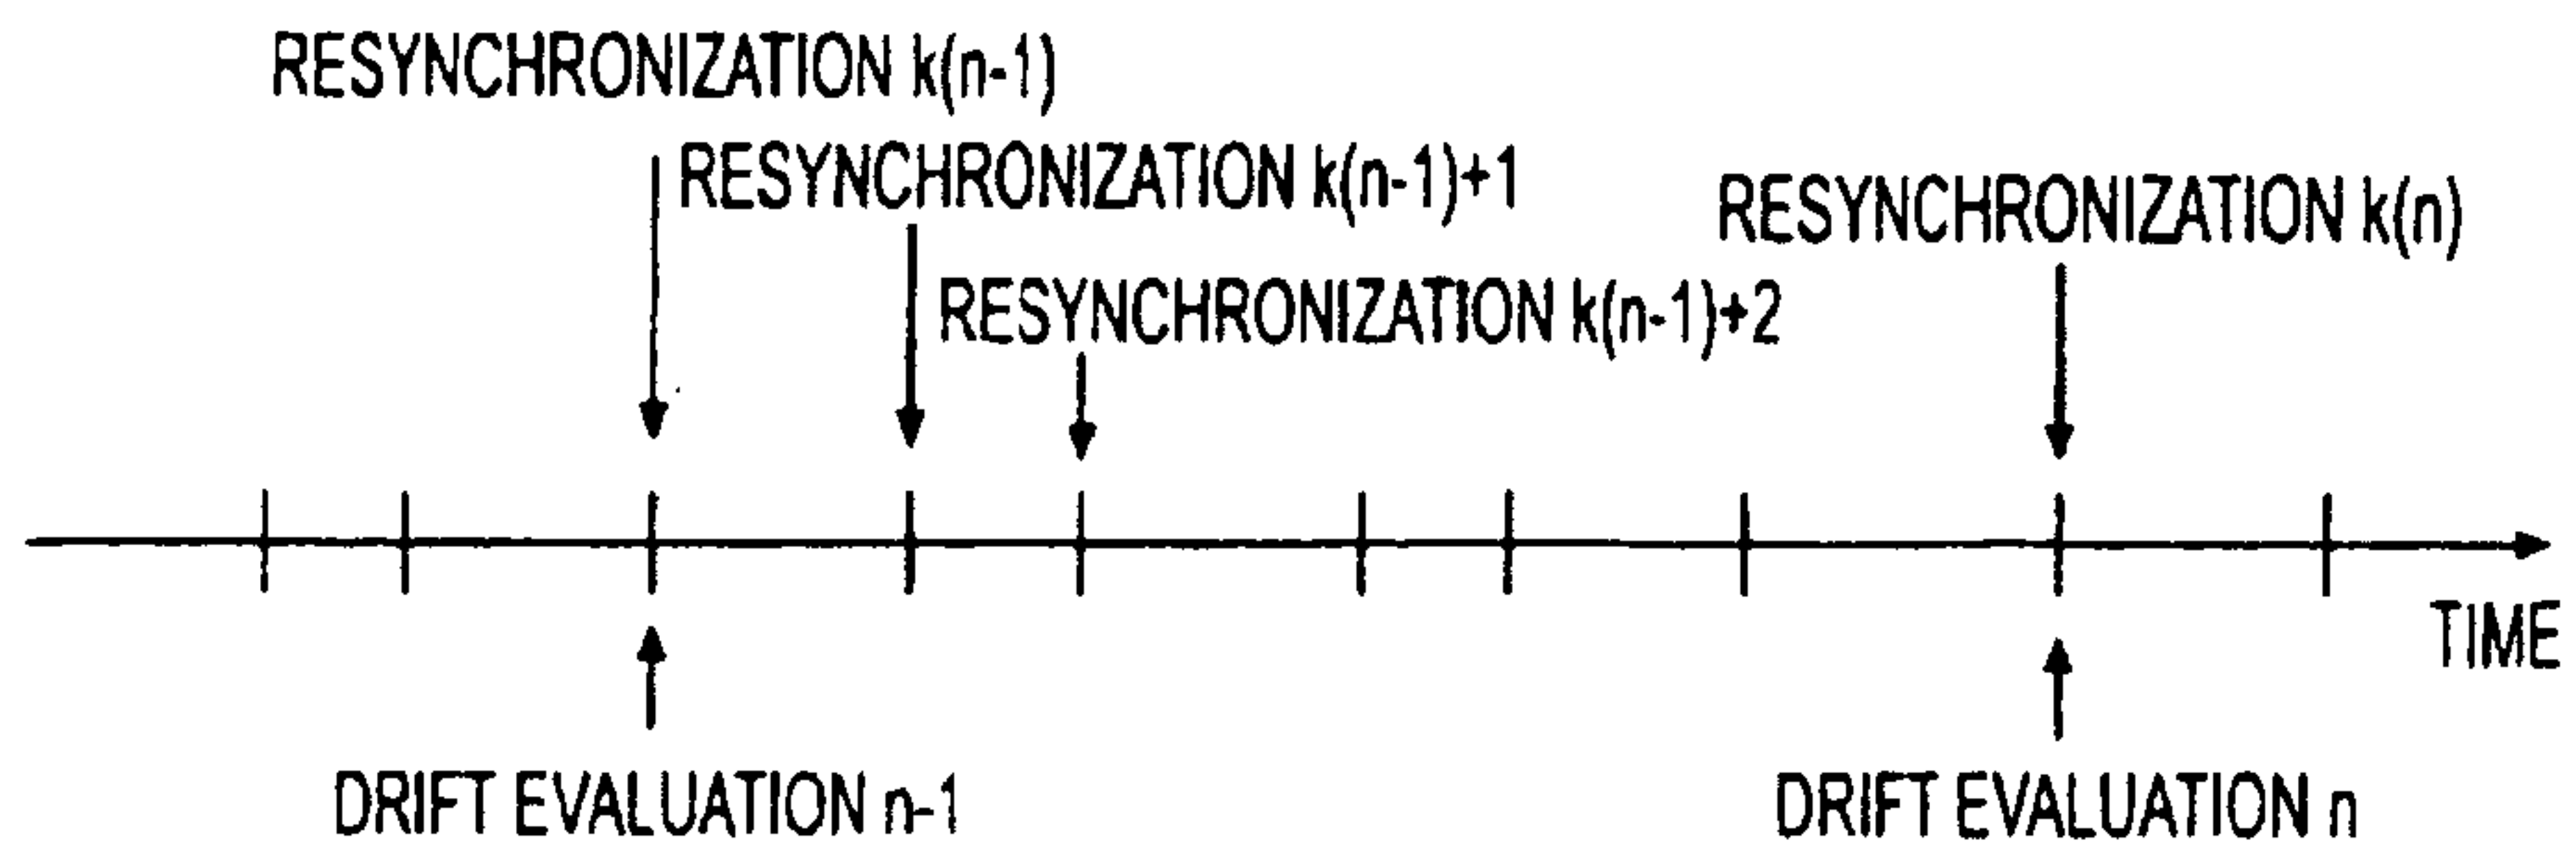 RESYNCHRONIZATION k(n-1)
RESYNCHRONIZATION k(n-1)+1
RESYNCHRONIZATION k(n)
RESYNCHRONIZATION k(n-1)+2
TIME
DRIFT EVALUATION n-1
DRIFT EVALUATION n